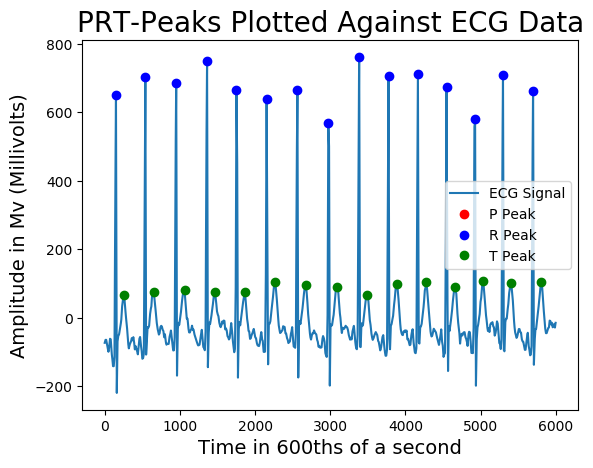 PRT-Peaks Plotted Against ECG Data
Amplitude in Mv (Millivolts)
800
600
400
200
0
−200
ECG Signal
P Peak
R Peak
T Peak
0 1000 2000 3000 4000 5000 6000
Time in 600ths of a second